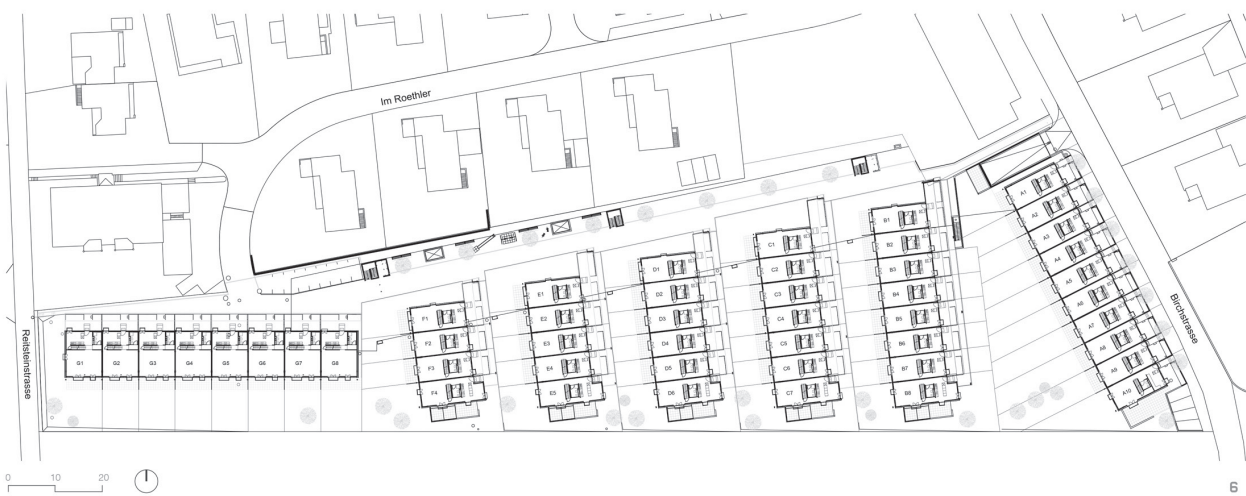 Im Roethler
Reitsteinstrasse
Birchstrasse
G1 G2 G3 G4 G5 G6 G7 G8
F1
F2
F3
F4
E1
E2
E3
E4
E5
D1
D2
D3
D4
D5
D6
C1
C2
C3
C4
C5
C6
C7
B1
B2
B3
B4
B5
B6
B7
B8
A1
A2
A3
A4
A5
A6
A7
A8
A9
A10
0 10 20
6